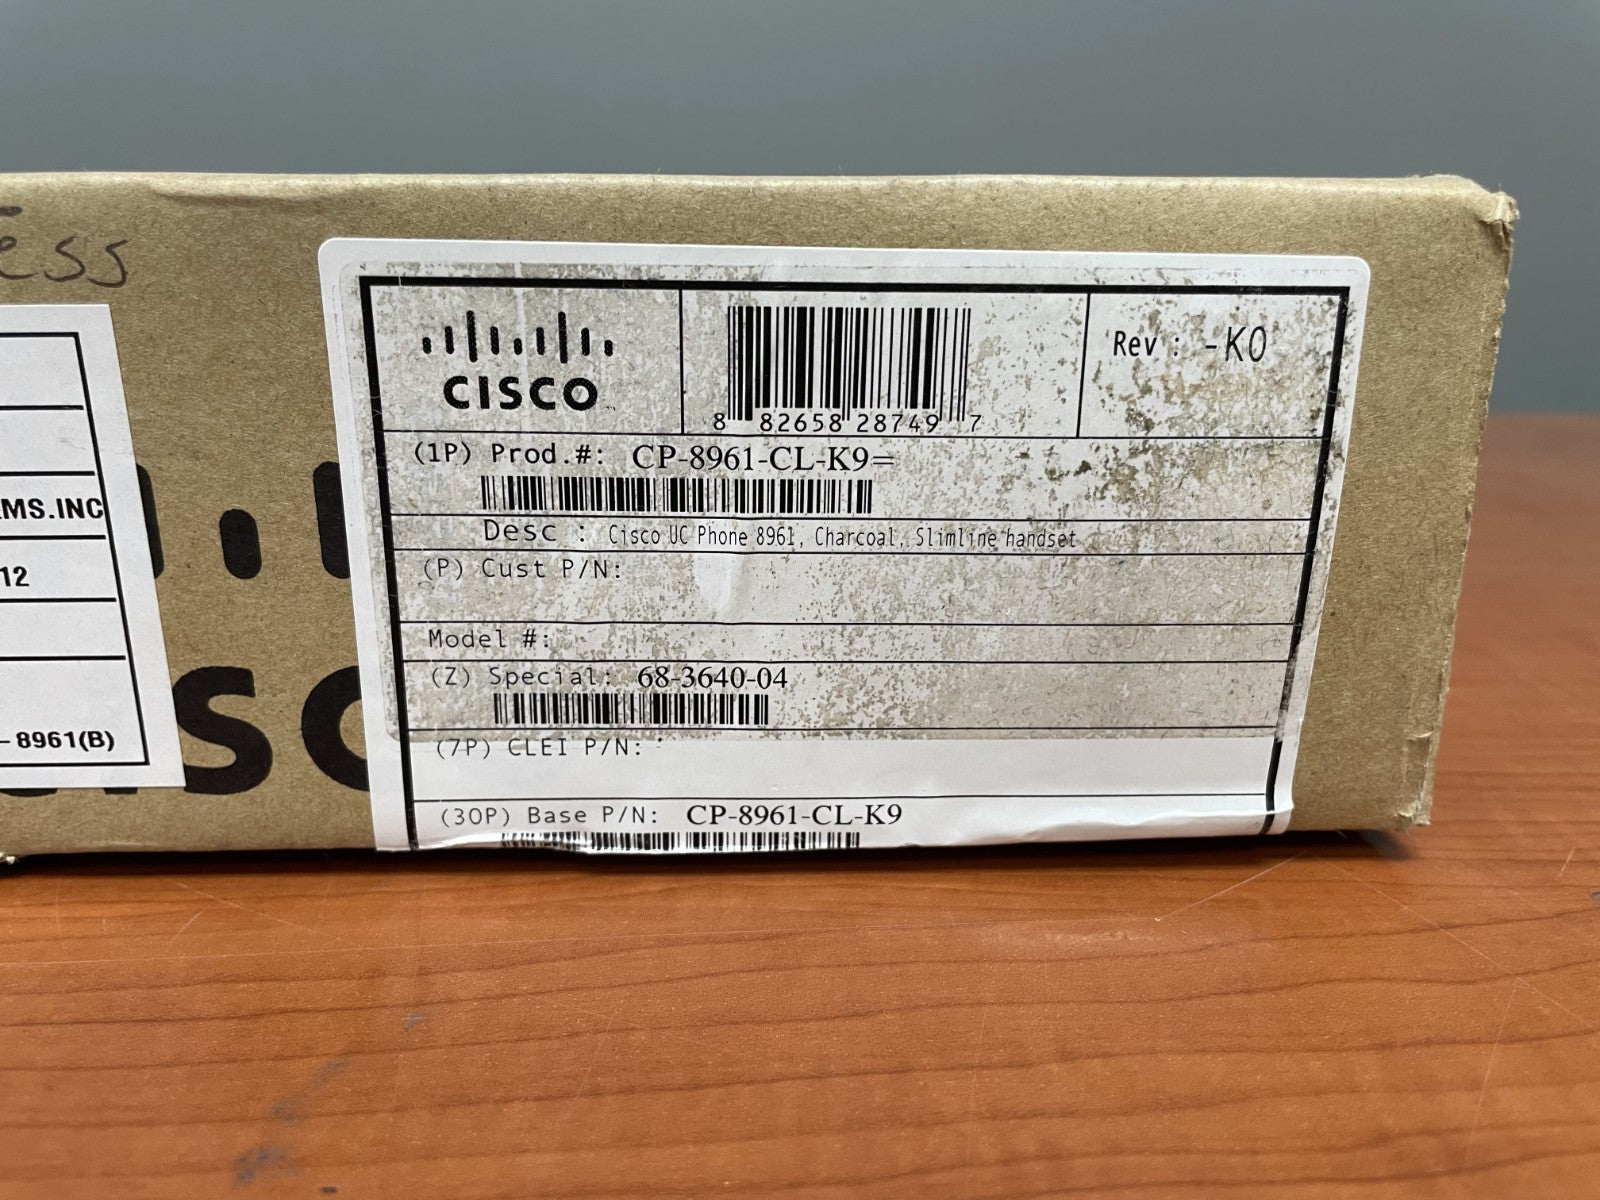 ess
EMS.INC
12
-8961(B)
CISCO
8 82658 28749 7
Rev : -K0
(1P) Prod.#: CP-8961-CL-K9=
Desc : Cisco UC Phone 8961, Charcoal, Slimline handset
(P) Cust P/N:
Model #:
(Z) Special: 68-3640-04
(7P) CLEI P/N:
(30P) Base P/N: CP-8961-CL-K9